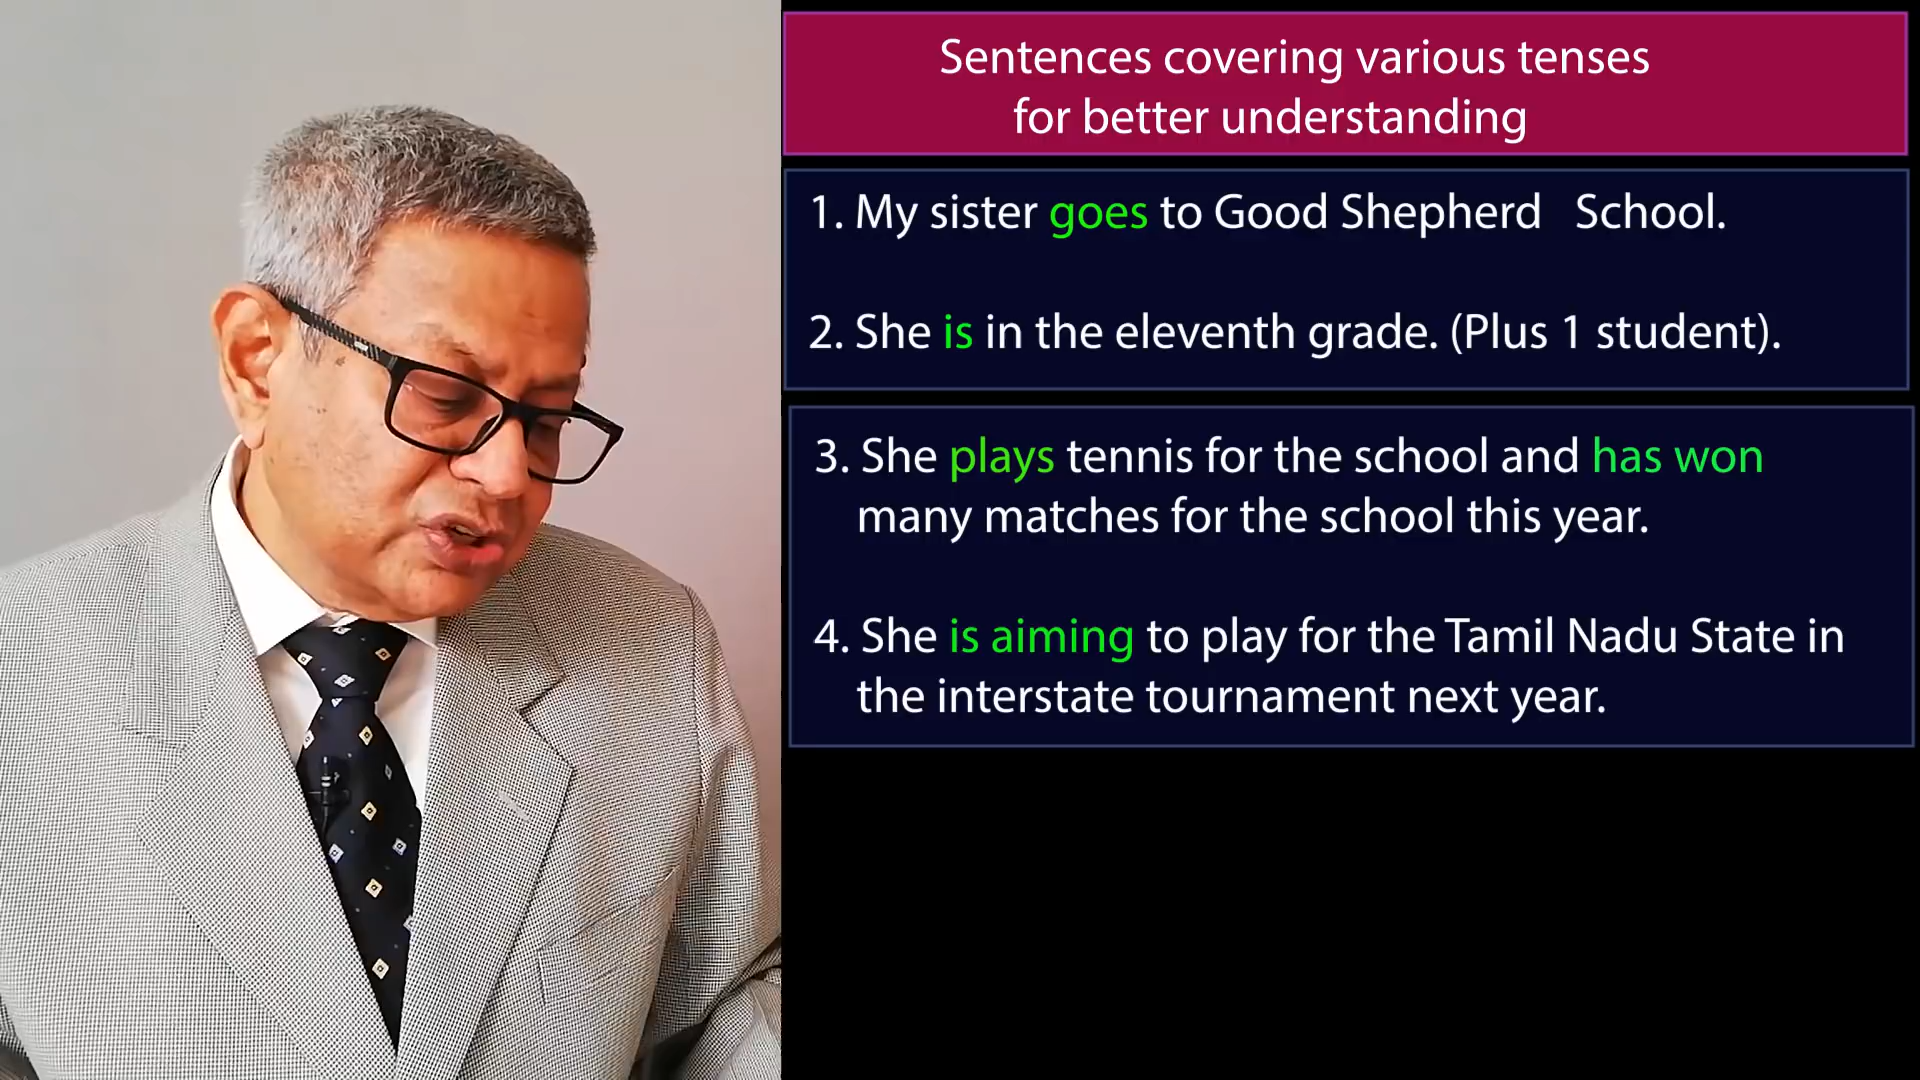 Sentences covering various tenses
for better understanding
1. My sister goes to Good Shepherd   School.
2. She is in the eleventh grade. (Plus 1 student).
3. She plays tennis for the school and has won
many matches for the school this year.
4. She is aiming to play for the Tamil Nadu State in
the interstate tournament next year.